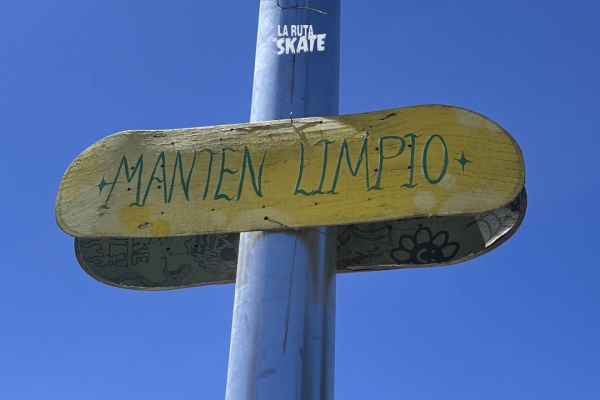 LA RUTA
SKATE
MANTEN LIMPIO